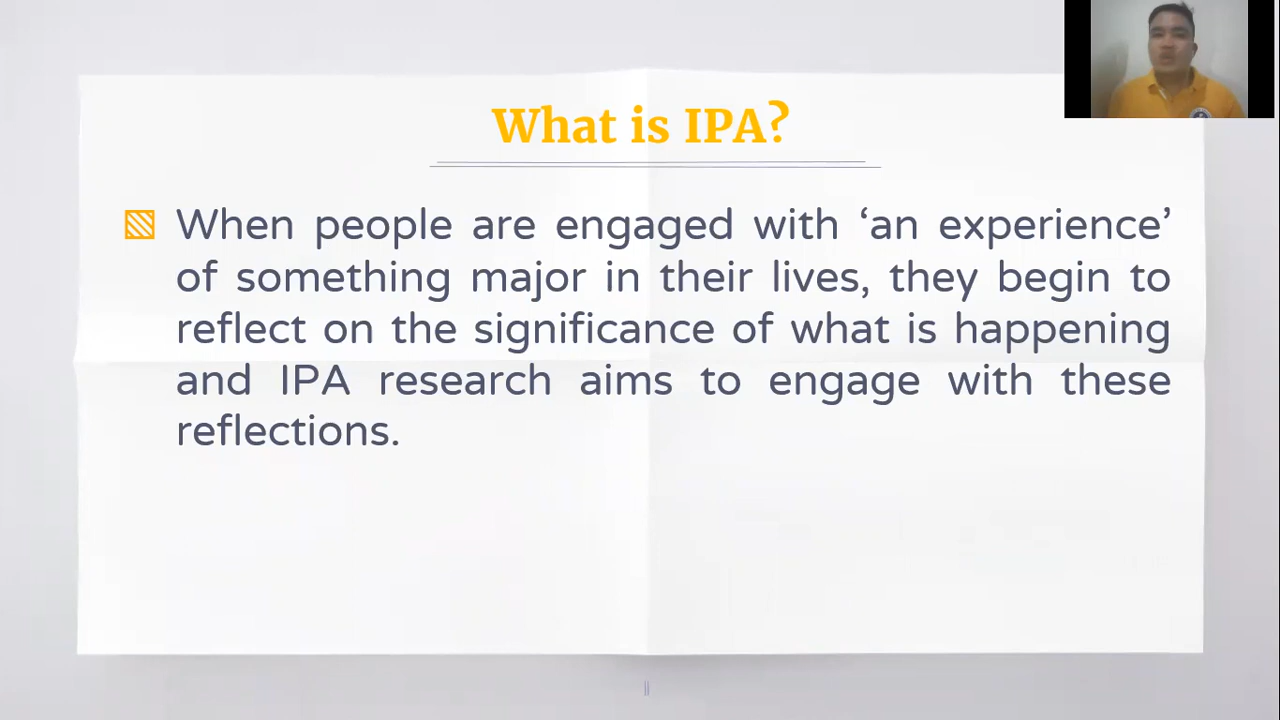 What is IPA?
When people are engaged with ‘an experience’
of something major in their lives, they begin to
reflect on the significance of what is happening
and IPA research aims to engage with these
reflections.